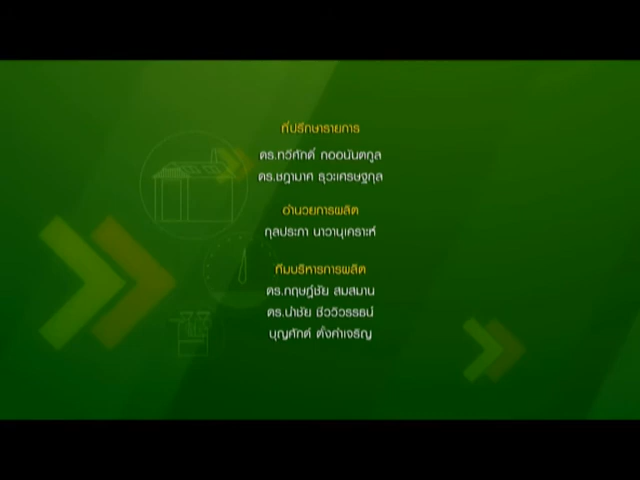 ที่ปรึกษารายการ
ดร.ทวีศักดิ์ กออนันตกูล
ดร.ชฎามาศ ธุวะเศรษฐกุล
อำนวยการผลิต
กุลประภา นาวานุเคราะห์
ทีมบริหารการผลิต
ดร.กฤษฎ์ชัย สมสมาน
ดร.นำชัย ชีววิวรรธน์
บุญศักดิ์ ตั้งคำเจริญ